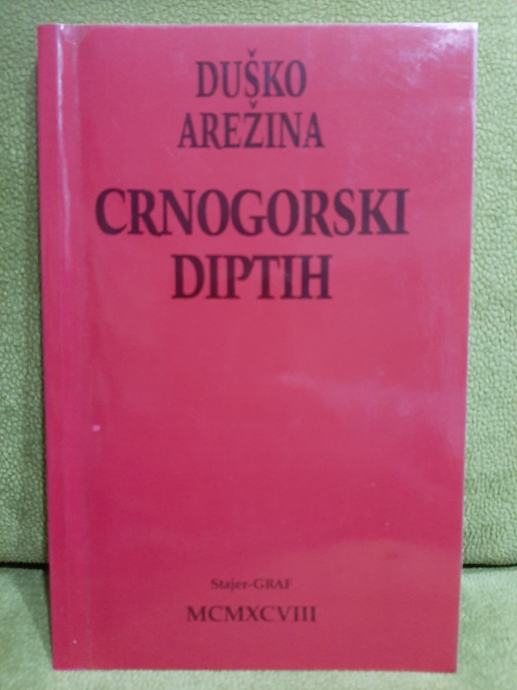 DUŠKO
AREŽINA
CRNOGORSKI
DIPTIH
Stajer-GRAF
MCMXCVIII